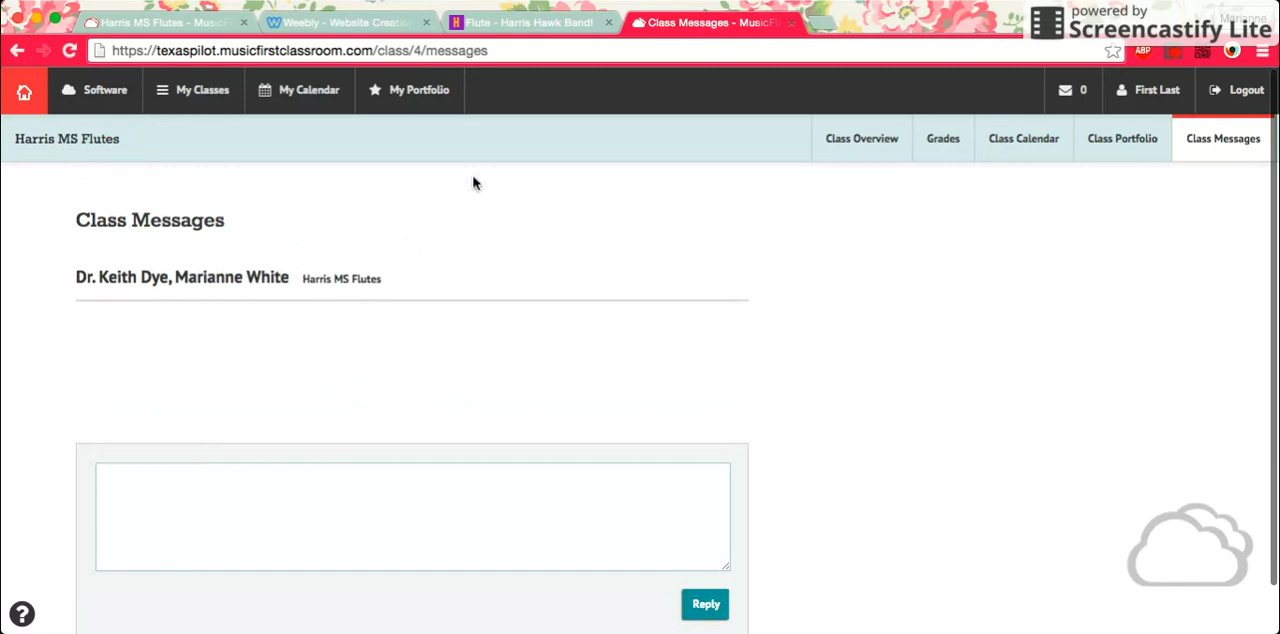 Harris MS Flutes - MusicF
Weebly - Website Creatio
Flute - Harris Hawk Band!
Class Messages - MusicFi
Marianne
powered by
Screencastify Lite
https://texaspilot.musicfirstclassroom.com/class/4/messages
ABP
Software
My Classes
My Calendar
My Portfolio
0
First Last
Logout
Harris MS Flutes
Class Overview
Grades
Class Calendar
Class Portfolio
Class Messages
Class Messages
Dr. Keith Dye, Marianne White Harris MS Flutes
Reply
?